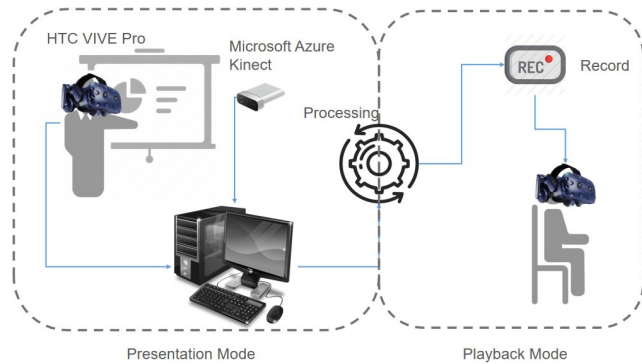 HTC VIVE Pro
Microsoft Azure
Kinect
Processing
REC
Record
Presentation Mode
Playback Mode